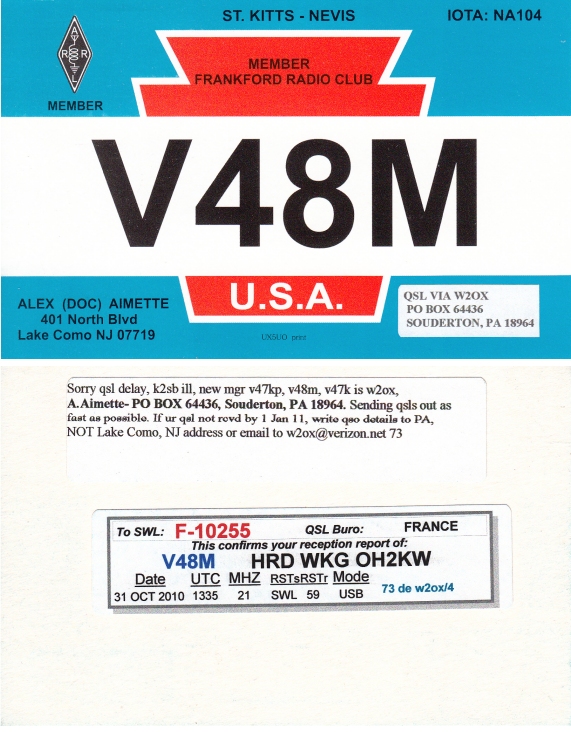 ST. KITTS - NEVIS
IOTA: NA104
A
R R
L
MEMBER
MEMBER
FRANKFORD RADIO CLUB
V48M
U.S.A.
ALEX (DOC) AIMETTE
401 North Blvd
Lake Como NJ 07719
QSL VIA W2OX
PO BOX 64436
SOUDERTON, PA 18964
UX5UO print
Sorry qsl delay, k2sb ill, new mgr v47kp, v48m, v47k is w2ox,
A.Aimette- PO BOX 64436, Souderton, PA 18964. Sending qsls out as
fast as possible. If ur qsl not rcvd by 1 Jan 11, write qso details to PA,
NOT Lake Como, NJ address or email to w2ox@verizon.net 73
To SWL: F-10255 QSL Buro: FRANCE
This confirms your reception report of:
V48M HRD WKG OH2KW
Date UTC MHZ RSTsRSTr Mode
31 OCT 2010 1335 21 SWL 59 USB
73 de w2ox/4